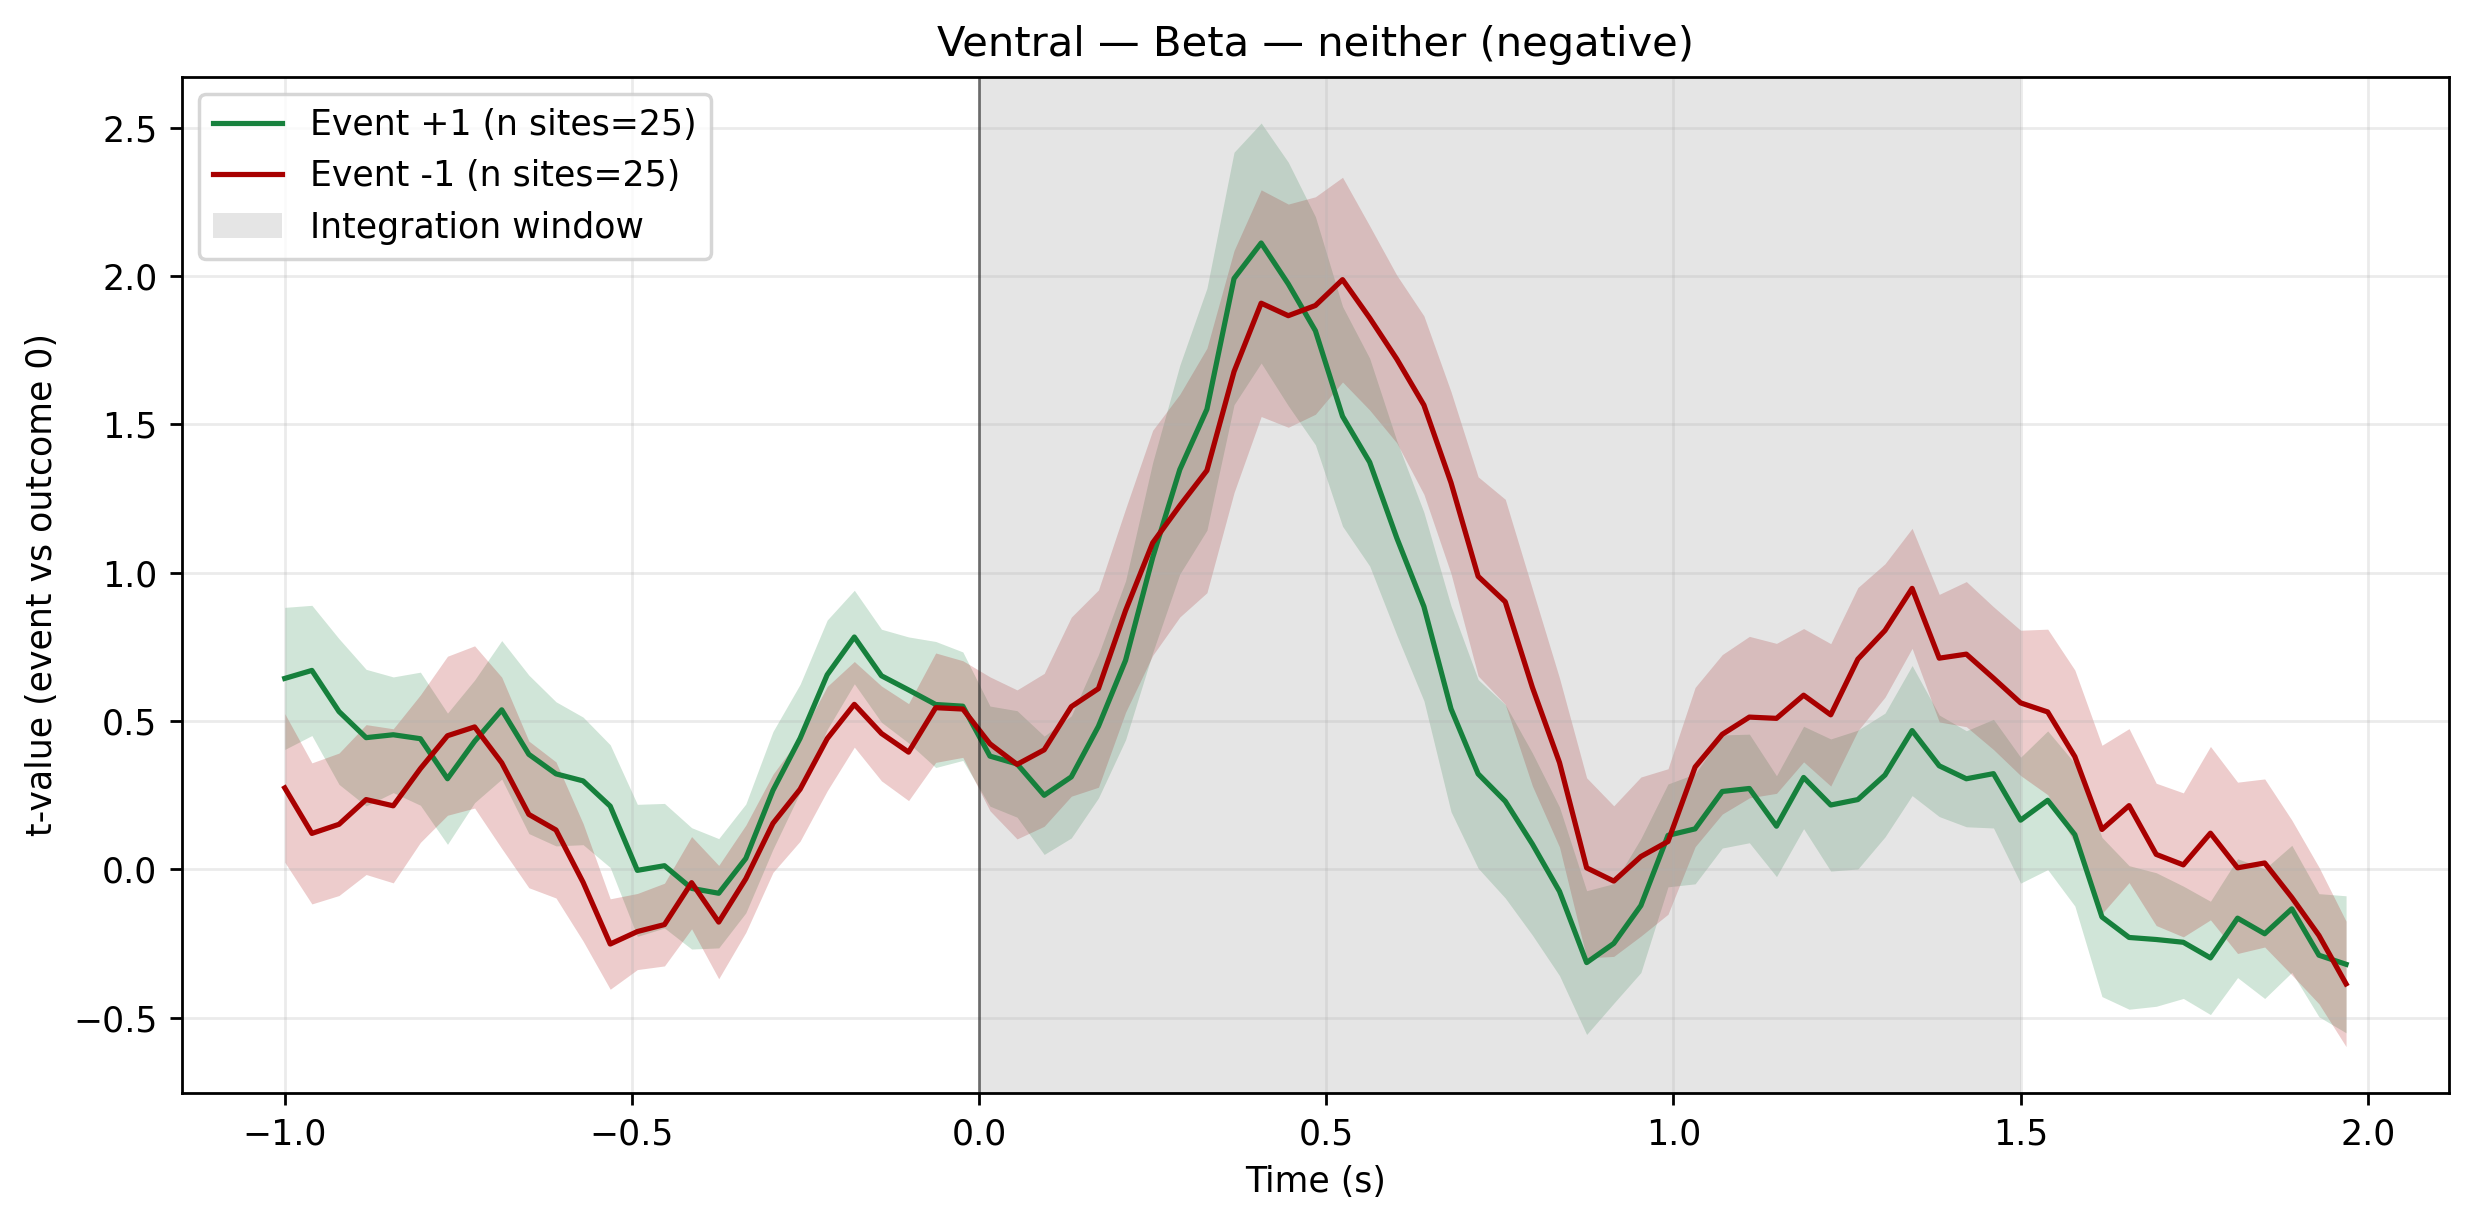 Ventral — Beta — neither (negative)
Event +1 (n sites=25)
Event -1 (n sites=25)
Integration window
t-value (event vs outcome 0)
2.5
2.0
1.5
1.0
0.5
0.0
−0.5
−1.0
−0.5
0.0
0.5
1.0
1.5
2.0
Time (s)